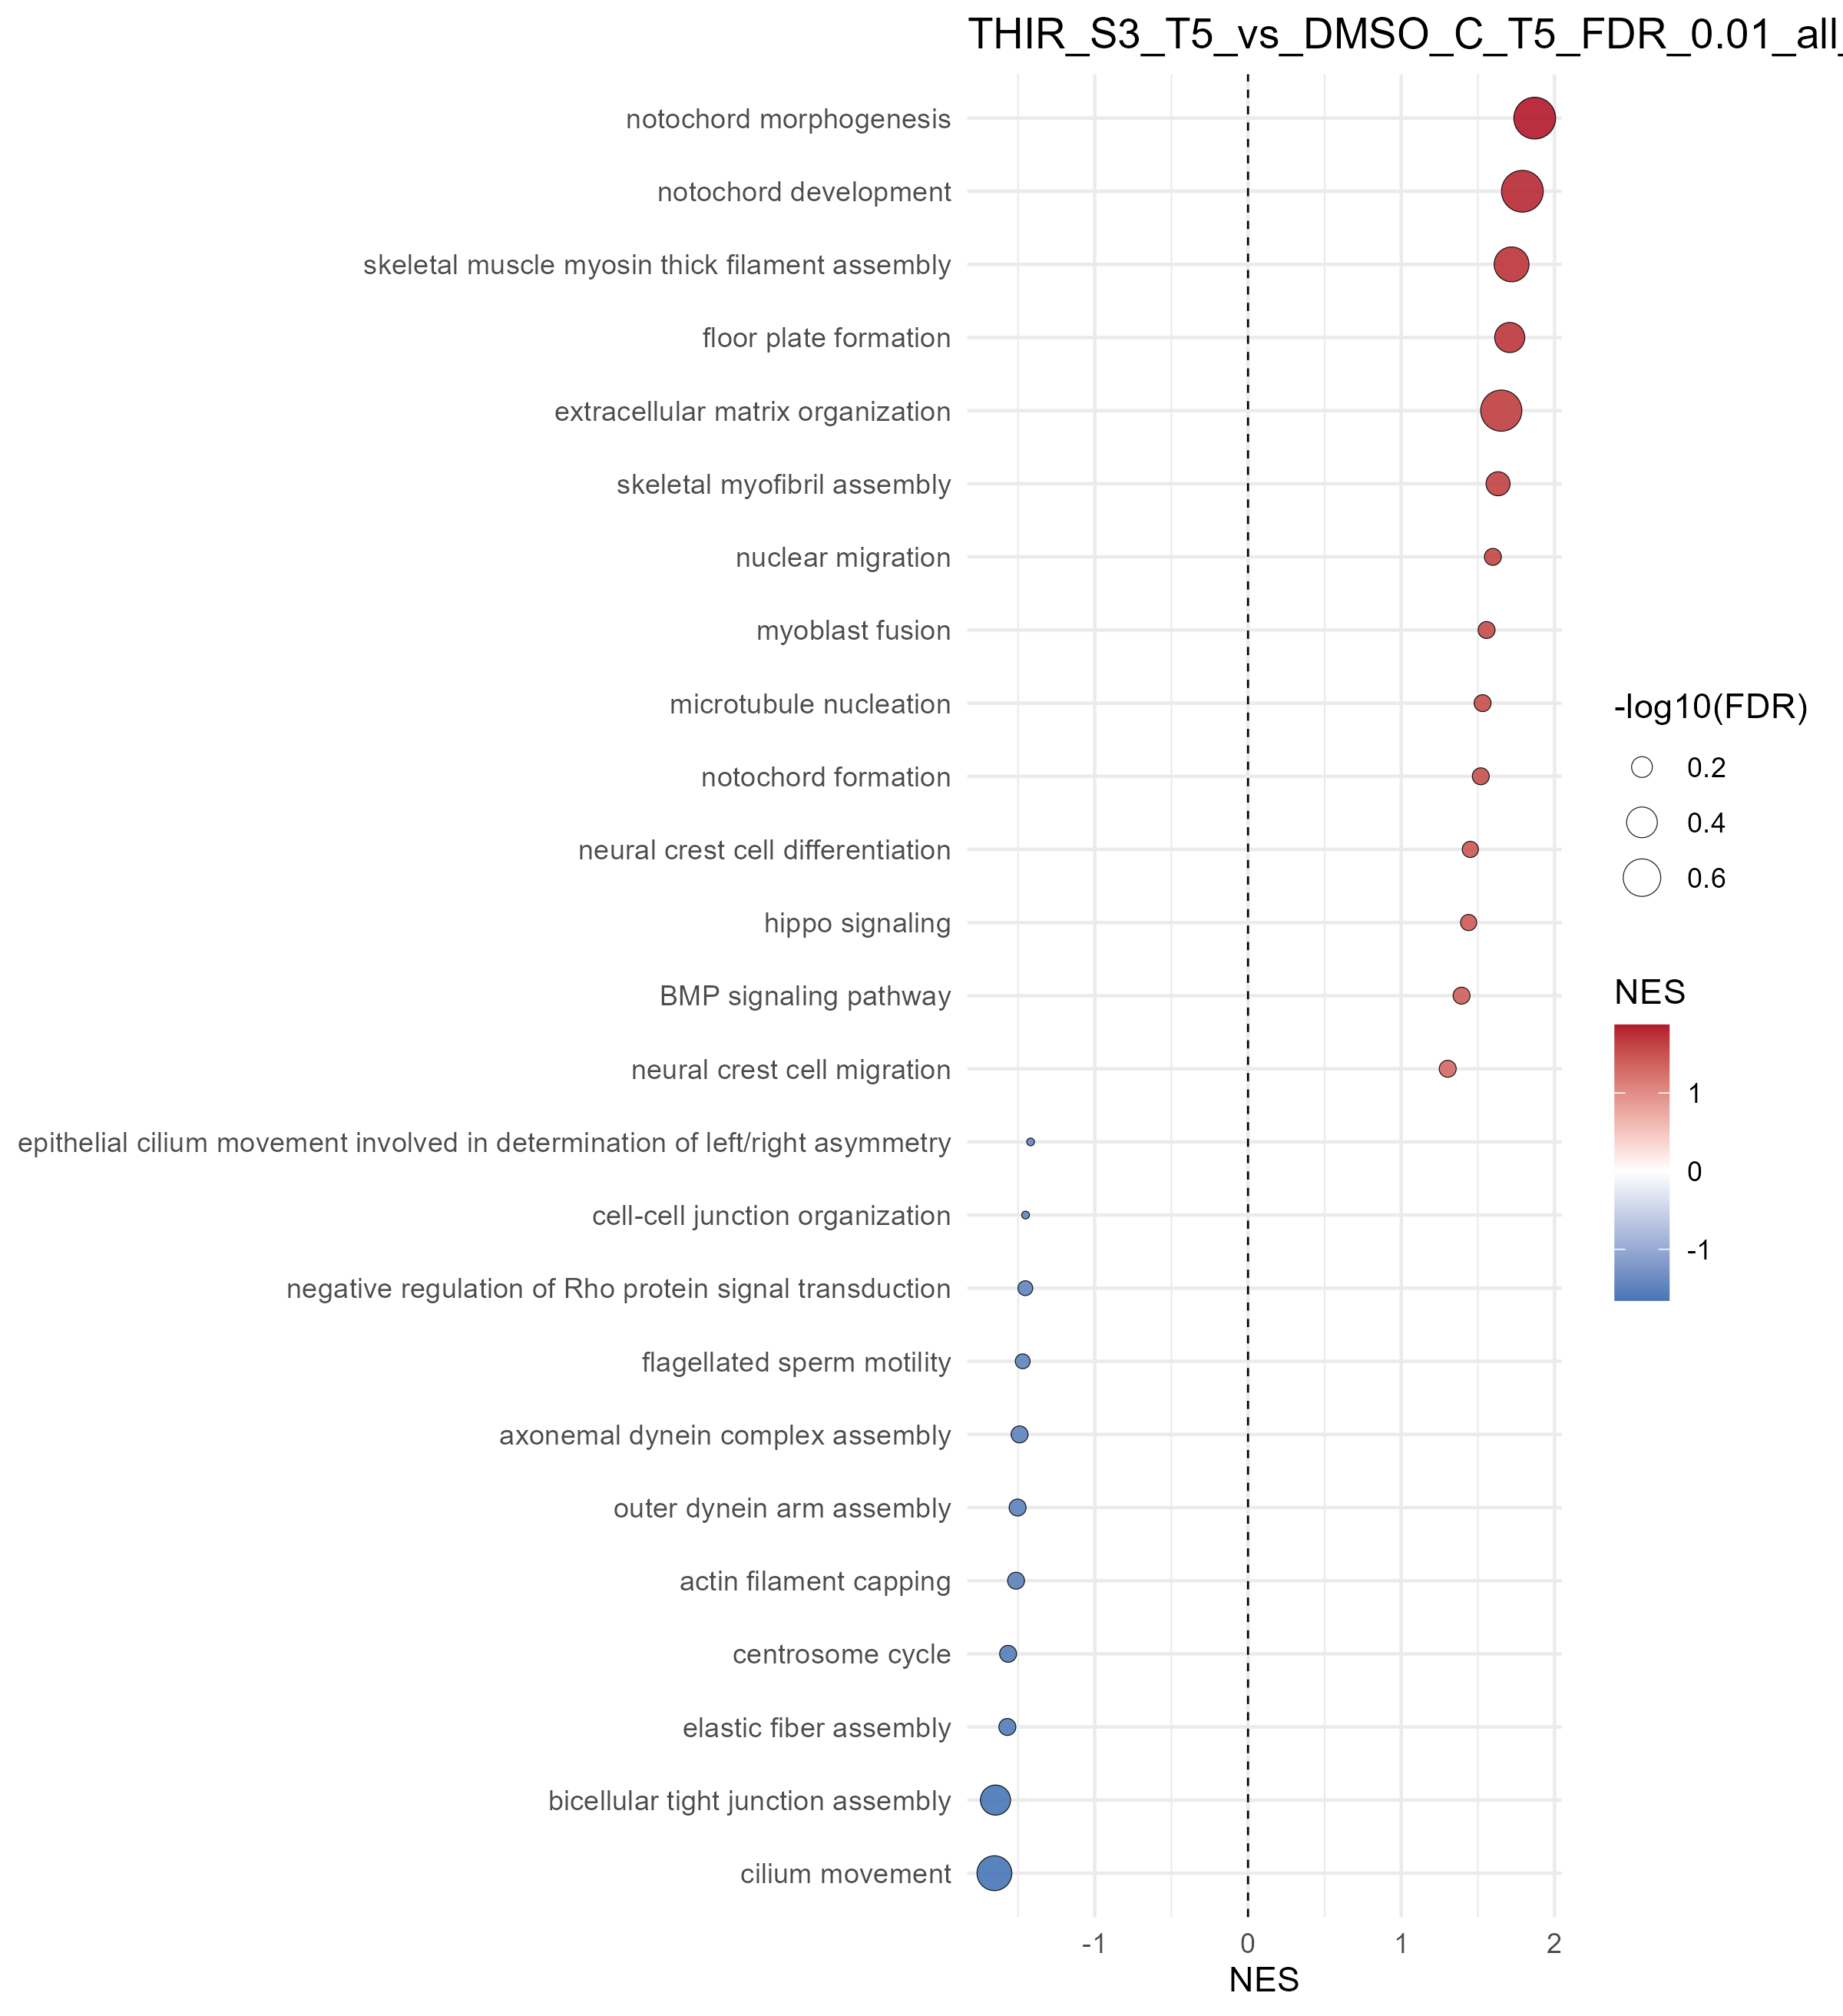 THIR_S3_T5_vs_DMSO_C_T5_FDR_0.01_all_
notochord morphogenesis
notochord development
skeletal muscle myosin thick filament assembly
floor plate formation
extracellular matrix organization
skeletal myofibril assembly
nuclear migration
myoblast fusion
microtubule nucleation
notochord formation
neural crest cell differentiation
hippo signaling
BMP signaling pathway
neural crest cell migration
epithelial cilium movement involved in determination of left/right asymmetry
cell-cell junction organization
negative regulation of Rho protein signal transduction
flagellated sperm motility
axonemal dynein complex assembly
outer dynein arm assembly
actin filament capping
centrosome cycle
elastic fiber assembly
bicellular tight junction assembly
cilium movement
-1 0 1 2
NES
-log10(FDR)
0.2
0.4
0.6
NES
1
0
-1